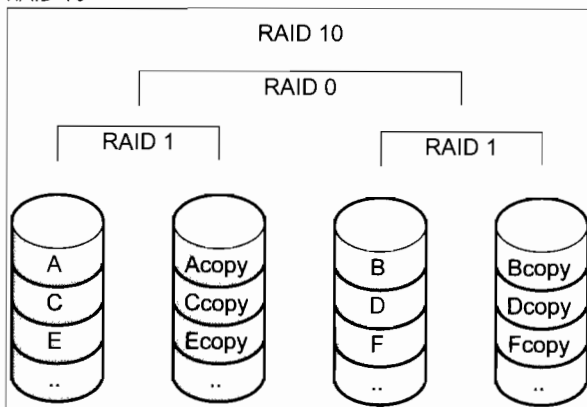 RAID 10
RAID 0
RAID 1 RAID 1
A Acopy B Bcopy
C Ccopy D Dcopy
E Ecopy F Fcopy
.. .. .. ..